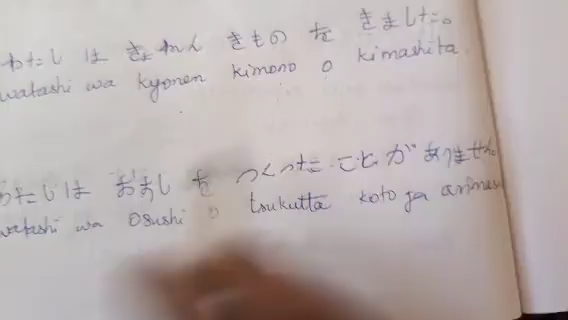 わたし は きょねん きもの を きました。
watashi wa kyonen kimono o kimashita.
わたしは おすし を つくった ことが ありません
watashi wa osushi o tsukutta koto ga arimas